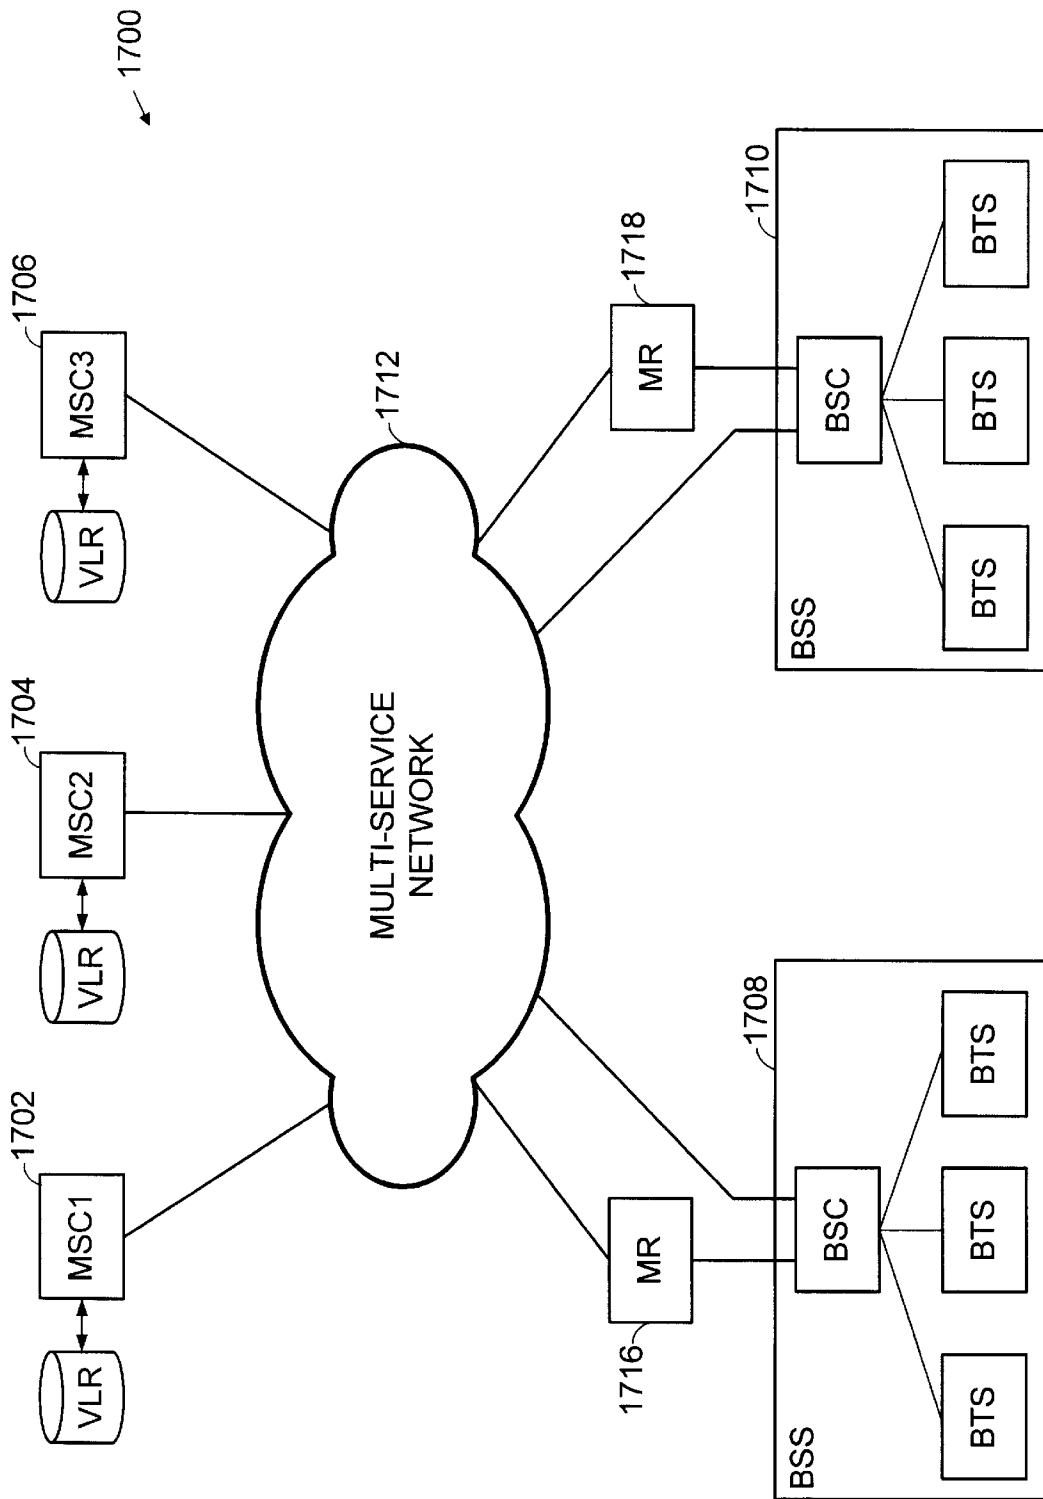 1700
1702
1704
1706
MSC1
MSC2
MSC3
VLR
VLR
VLR
1712
MULTI-SERVICE
NETWORK
1716
MR
MR
1718
1708
1710
BSS
BSC
BTS
BTS
BTS
BSS
BSC
BTS
BTS
BTS